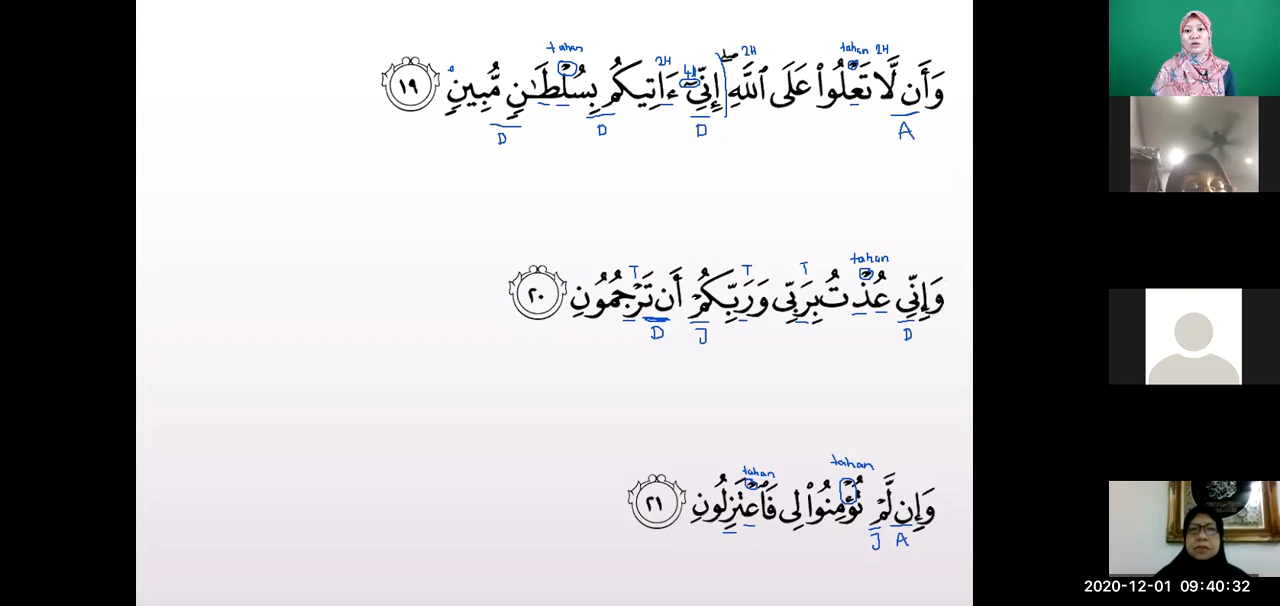 tahan 2H tahan 2H
وَأَن لَّا تَعْلُوا۟ عَلَى ٱللَّهِ ۖ إِنِّىٓ ءَاتِيكُم بِسُلْطَـٰنٍ مُّبِينٍ ١٩
4H
A D D D
tahan
T T T
وَإِنِّى عُذْتُ بِرَبِّى وَرَبِّكُمْ أَن تَرْجُمُونِ ٢٠
D J D
tahan tahan
وَإِن لَّمْ تُؤْمِنُوا۟ لِى فَٱعْتَزِلُونِ ٢١
A J
2020-12-01 09:40:32